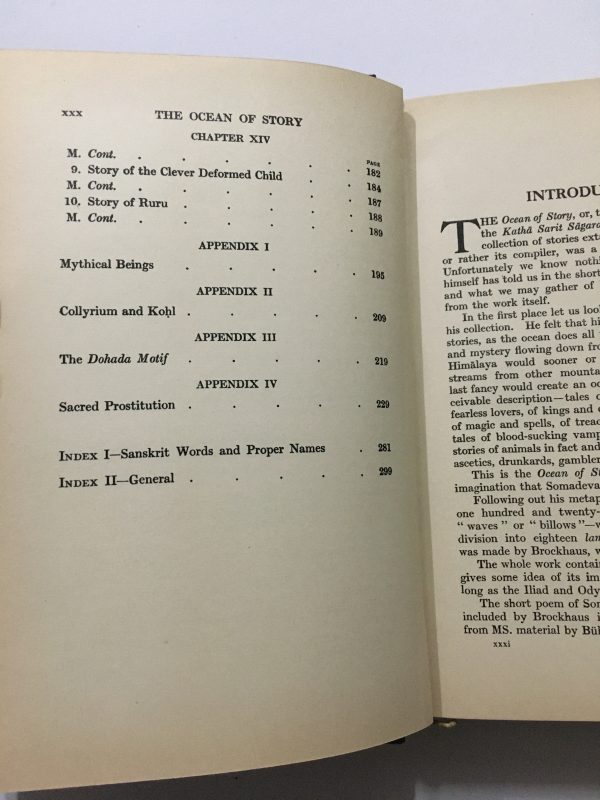 xxx THE OCEAN OF STORY
CHAPTER XIV
PAGE
M. Cont. . . . . . . 182
9. Story of the Clever Deformed Child . . 184
M. Cont. . . . . . . 187
10. Story of Ruru . . . . . 188
M. Cont. . . . . . . 189
APPENDIX I
Mythical Beings . . . . . 195
APPENDIX II
Collyrium and Koḥl . . . . . 209
APPENDIX III
The Dohada Motif . . . . . 219
APPENDIX IV
Sacred Prostitution . . . . . 229
INDEX I—Sanskrit Words and Proper Names . 281
INDEX II—General . . . . . 299
INTRODU
THE Ocean of Story, or, t
the Kathā Sarit Sāgara
collection of stories ext
or rather its compiler, was a
Unfortunately we know nothi
himself has told us in the short
and what we may gather of
from the work itself.
In the first place let us look
his collection. He felt that hi
stories, as the ocean does all
and mystery flowing down from
Himālaya would sooner or
streams from other mounta
last fancy would create an oc
ceivable description—tales o
fearless lovers, of kings and c
of magic and spells, of treac
tales of blood-sucking vamp
stories of animals in fact and
ascetics, drunkards, gambler
This is the Ocean of St
imagination that Somadeva
Following out his metap
one hundred and twenty-
" waves " or " billows "—w
division into eighteen lam
was made by Brockhaus, w
The whole work contain
gives some idea of its im
long as the Iliad and Ody
The short poem of Som
included by Brockhaus i
from MS. material by Büh
xxxi